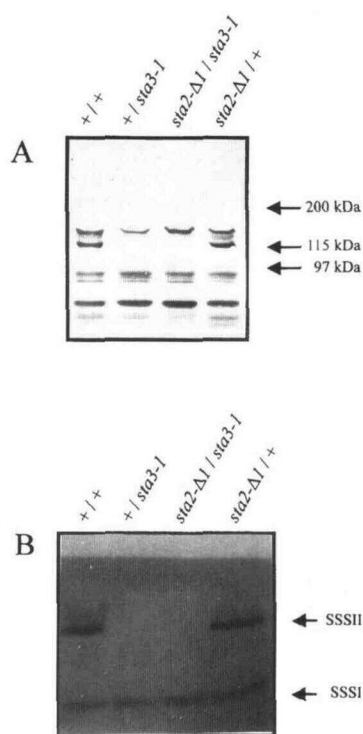 A
+/+
+/sta3-1
sta2-Δ1/sta3-1
sta2-Δ1/+
200 kDa
115 kDa
97 kDa
B
+/+
+/sta3-1
sta2-Δ1/sta3-1
sta2-Δ1/+
SSSII
SSSI